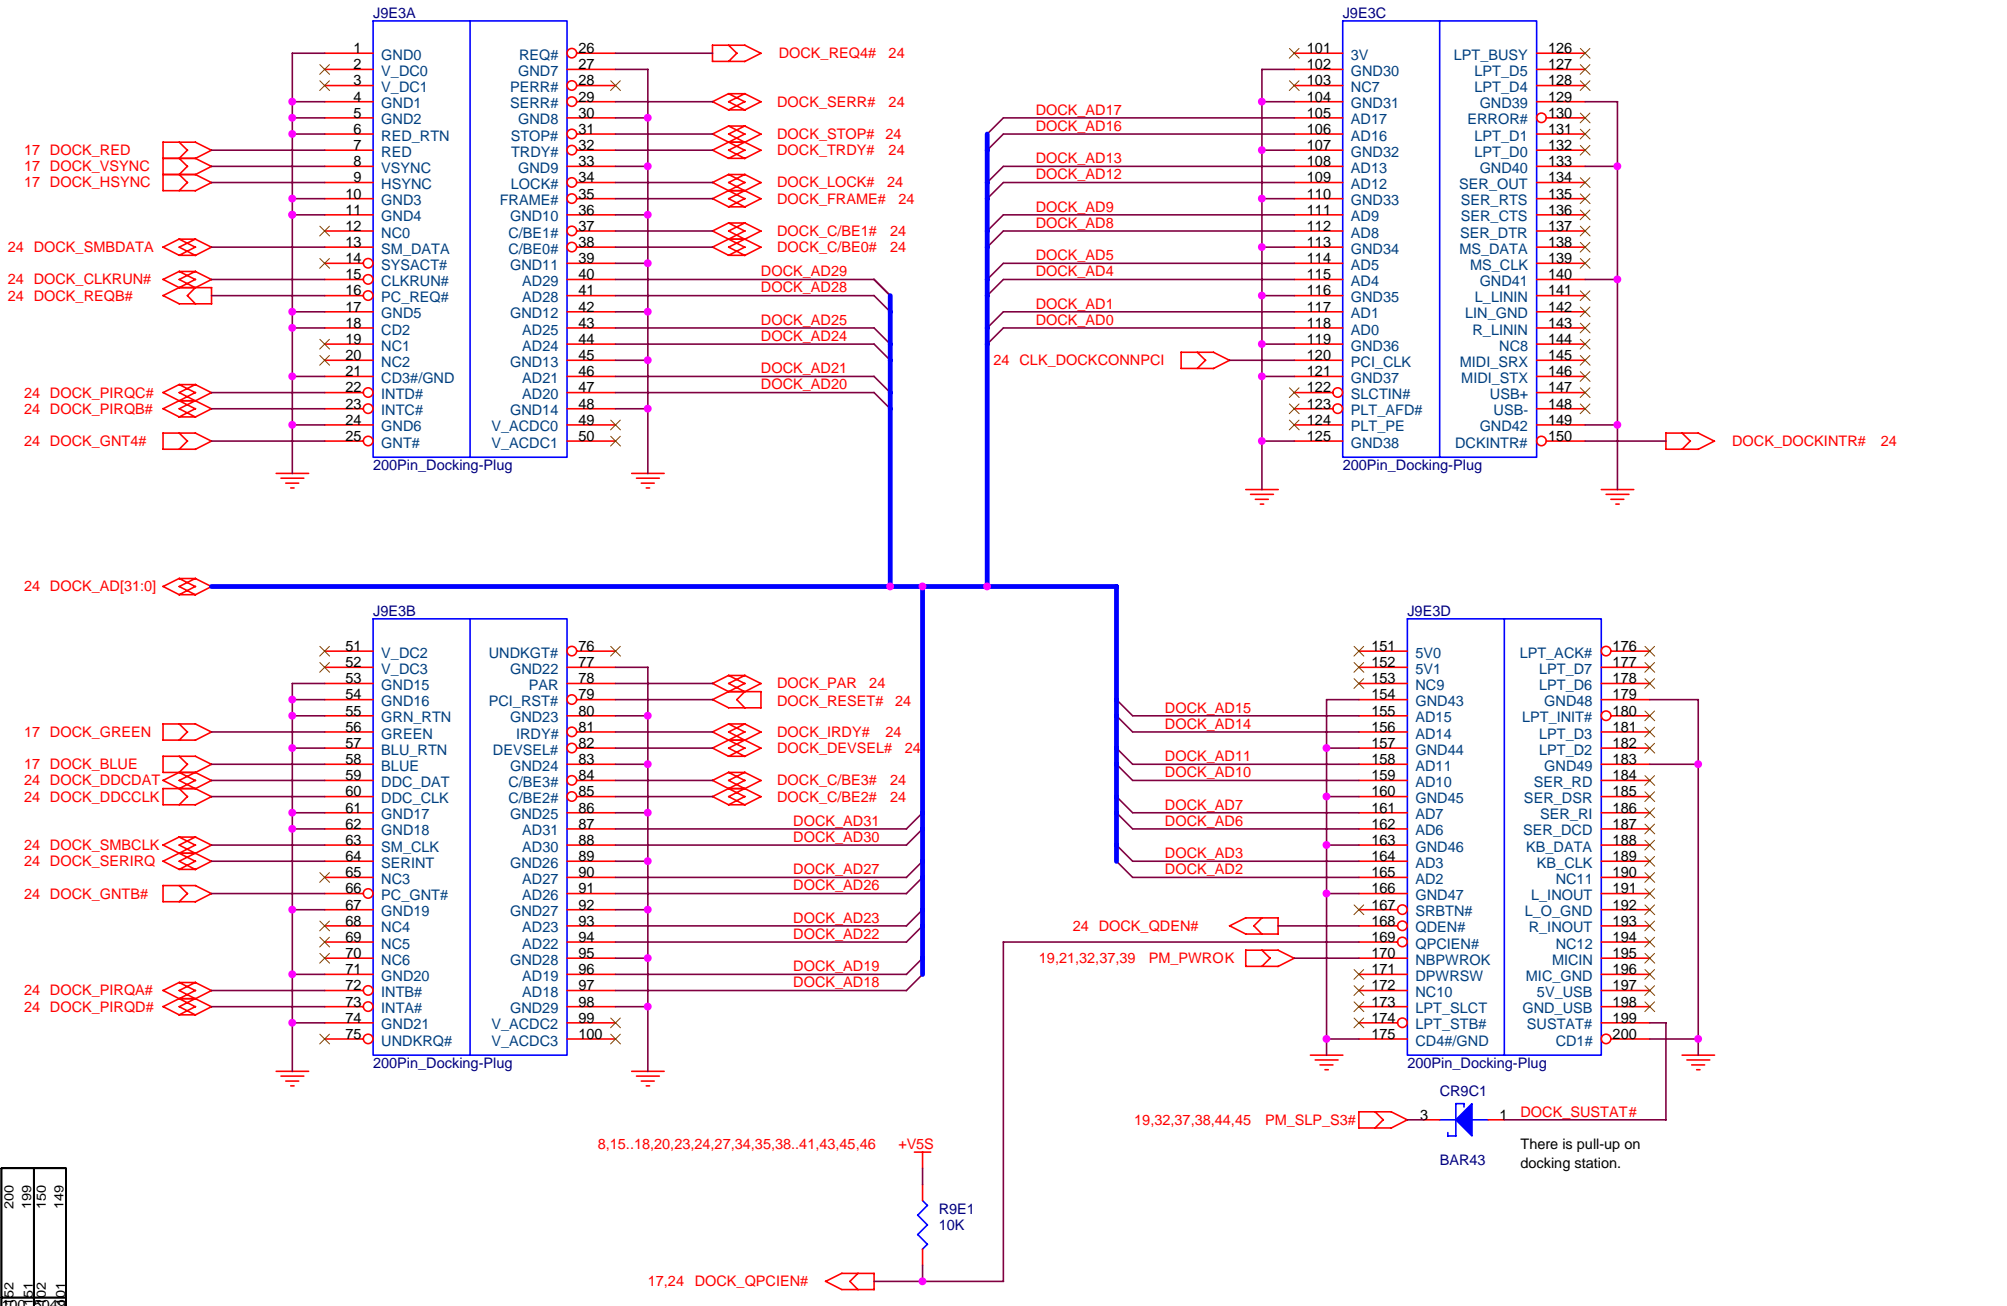 J9E3A
1 GND0
2 V_DC0
3 V_DC1
4 GND1
5 GND2
6 RED_RTN
17 DOCK_RED 7 RED
17 DOCK_VSYNC 8 VSYNC
17 DOCK_HSYNC 9 HSYNC
10 GND3
11 GND4
12 NC0
24 DOCK_SMBDATA 13 SM_DATA
14 SYSACT#
24 DOCK_CLKRUN# 15 CLKRUN#
24 DOCK_REQB# 16 PC_REQ#
17 GND5
18 CD2
19 NC1
20 NC2
21 CD3#/GND
24 DOCK_PIRQC# 22 INTD#
24 DOCK_PIRQB# 23 INTC#
24 GND6
24 DOCK_GNT4# 25 GNT#
REQ# 26 DOCK_REQ4# 24
GND7 27
PERR# 28
SERR# 29 DOCK_SERR# 24
GND8 30
STOP# 31 DOCK_STOP# 24
TRDY# 32 DOCK_TRDY# 24
GND9 33
LOCK# 34 DOCK_LOCK# 24
FRAME# 35 DOCK_FRAME# 24
GND10 36
C/BE1# 37 DOCK_C/BE1# 24
C/BE0# 38 DOCK_C/BE0# 24
GND11 39
AD29 40 DOCK_AD29
AD28 41 DOCK_AD28
GND12 42
AD25 43 DOCK_AD25
AD24 44 DOCK_AD24
GND13 45
AD21 46 DOCK_AD21
AD20 47 DOCK_AD20
GND14 48
V_ACDC0 49
V_ACDC1 50
200Pin_Docking-Plug
J9E3C
101 3V
102 GND30
103 NC7
104 GND31
DOCK_AD17 105 AD17
DOCK_AD16 106 AD16
107 GND32
DOCK_AD13 108 AD13
DOCK_AD12 109 AD12
110 GND33
DOCK_AD9 111 AD9
DOCK_AD8 112 AD8
113 GND34
DOCK_AD5 114 AD5
DOCK_AD4 115 AD4
116 GND35
DOCK_AD1 117 AD1
DOCK_AD0 118 AD0
119 GND36
24 CLK_DOCKCONNPCI 120 PCI_CLK
121 GND37
122 SLCTIN#
123 PLT_AFD#
124 PLT_PE
125 GND38
LPT_BUSY 126
LPT_D5 127
LPT_D4 128
GND39 129
ERROR# 130
LPT_D1 131
LPT_D0 132
GND40 133
SER_OUT 134
SER_RTS 135
SER_CTS 136
SER_DTR 137
MS_DATA 138
MS_CLK 139
GND41 140
L_LININ 141
LIN_GND 142
R_LININ 143
NC8 144
MIDI_SRX 145
MIDI_STX 146
USB+ 147
USB- 148
GND42 149
DCKINTR# 150 DOCK_DOCKINTR# 24
200Pin_Docking-Plug
24 DOCK_AD[31:0]
J9E3B
51 V_DC2
52 V_DC3
53 GND15
54 GND16
55 GRN_RTN
17 DOCK_GREEN 56 GREEN
57 BLU_RTN
17 DOCK_BLUE 58 BLUE
24 DOCK_DDCDAT 59 DDC_DAT
24 DOCK_DDCCLK 60 DDC_CLK
61 GND17
62 GND18
24 DOCK_SMBCLK 63 SM_CLK
24 DOCK_SERIRQ 64 SERINT
65 NC3
24 DOCK_GNTB# 66 PC_GNT#
67 GND19
68 NC4
69 NC5
70 NC6
71 GND20
24 DOCK_PIRQA# 72 INTB#
24 DOCK_PIRQD# 73 INTA#
74 GND21
75 UNDKRQ#
UNDKGT# 76
GND22 77
PAR 78 DOCK_PAR 24
PCI_RST# 79 DOCK_RESET# 24
GND23 80
IRDY# 81 DOCK_IRDY# 24
DEVSEL# 82 DOCK_DEVSEL# 24
GND24 83
C/BE3# 84 DOCK_C/BE3# 24
C/BE2# 85 DOCK_C/BE2# 24
GND25 86
AD31 87 DOCK_AD31
AD30 88 DOCK_AD30
GND26 89
AD27 90 DOCK_AD27
AD26 91 DOCK_AD26
GND27 92
AD23 93 DOCK_AD23
AD22 94 DOCK_AD22
GND28 95
AD19 96 DOCK_AD19
AD18 97 DOCK_AD18
GND29 98
V_ACDC2 99
V_ACDC3 100
200Pin_Docking-Plug
J9E3D
151 5V0
152 5V1
153 NC9
154 GND43
DOCK_AD15 155 AD15
DOCK_AD14 156 AD14
157 GND44
DOCK_AD11 158 AD11
DOCK_AD10 159 AD10
160 GND45
DOCK_AD7 161 AD7
DOCK_AD6 162 AD6
163 GND46
DOCK_AD3 164 AD3
DOCK_AD2 165 AD2
166 GND47
167 SRBTN#
24 DOCK_QDEN# 168 QDEN#
169 QPCIEN#
19,21,32,37,39 PM_PWROK 170 NBPWROK
171 DPWRSW
172 NC10
173 LPT_SLCT
174 LPT_STB#
175 CD4#/GND
LPT_ACK# 176
LPT_D7 177
LPT_D6 178
GND48 179
LPT_INIT# 180
LPT_D3 181
LPT_D2 182
GND49 183
SER_RD 184
SER_DSR 185
SER_RI 186
SER_DCD 187
KB_DATA 188
KB_CLK 189
NC11 190
L_INOUT 191
L_O_GND 192
R_INOUT 193
NC12 194
MICIN 195
MIC_GND 196
5V_USB 197
GND_USB 198
SUSTAT# 199
CD1# 200
200Pin_Docking-Plug
CR9C1
19,32,37,38,44,45 PM_SLP_S3# 3 1 DOCK_SUSTAT#
BAR43
There is pull-up on
docking station.
8,15..18,20,23,24,27,34,35,38..41,43,45,46 +V5S
R9E1
10K
17,24 DOCK_QPCIEN#
200
199
150
149